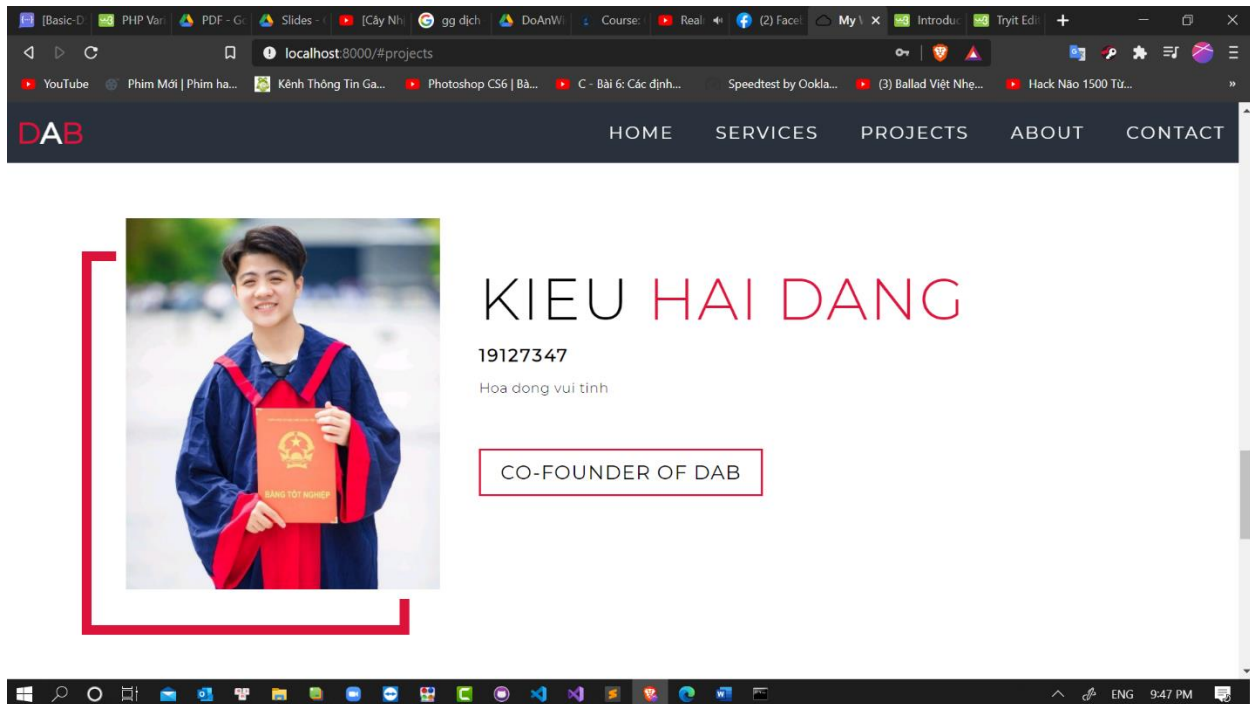 [Basic-D PHP Var PDF - Go Slides - ( [Cây Nh gg dịch DoAnW Course: Real (2) Face My Introduc Tryit Edi
localhost:8000/#projects
YouTube Phim Mới | Phim ha... Kênh Thông Tin Ga... Photoshop CS6 | Bà... C - Bài 6: Các định... Speedtest by Ookla... (3) Ballad Việt Nhẹ... Hack Não 1500 Từ... »
DAB HOME SERVICES PROJECTS ABOUT CONTACT
KIEU HAI DANG
19127347
Hoa dong vui tinh
CO-FOUNDER OF DAB
BẰNG TỐT NGHIỆP
ENG 9:47 PM